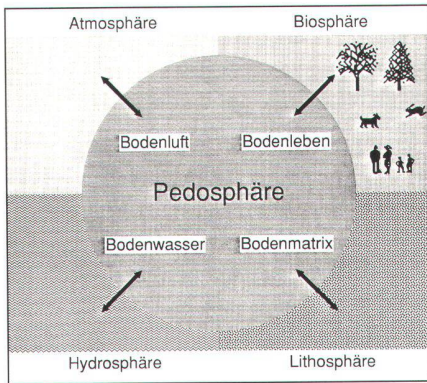 Atmosphäre Biosphäre
Bodenluft Bodenleben
Pedosphäre
Bodenwasser Bodenmatrix
Hydrosphäre Lithosphäre